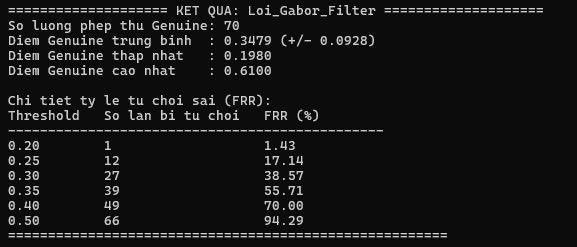 ==================== KET QUA: Loi_Gabor_Filter ====================
So luong phep thu Genuine: 70
Diem Genuine trung binh  : 0.3479 (+/- 0.0928)
Diem Genuine thap nhat   : 0.1980
Diem Genuine cao nhat    : 0.6100
Chi tiet ty le tu choi sai (FRR):
Threshold   So lan bi tu choi   FRR (%)
-----------------------------------------------
0.20        1                   1.43
0.25        12                  17.14
0.30        27                  38.57
0.35        39                  55.71
0.40        49                  70.00
0.50        66                  94.29
=======================================================